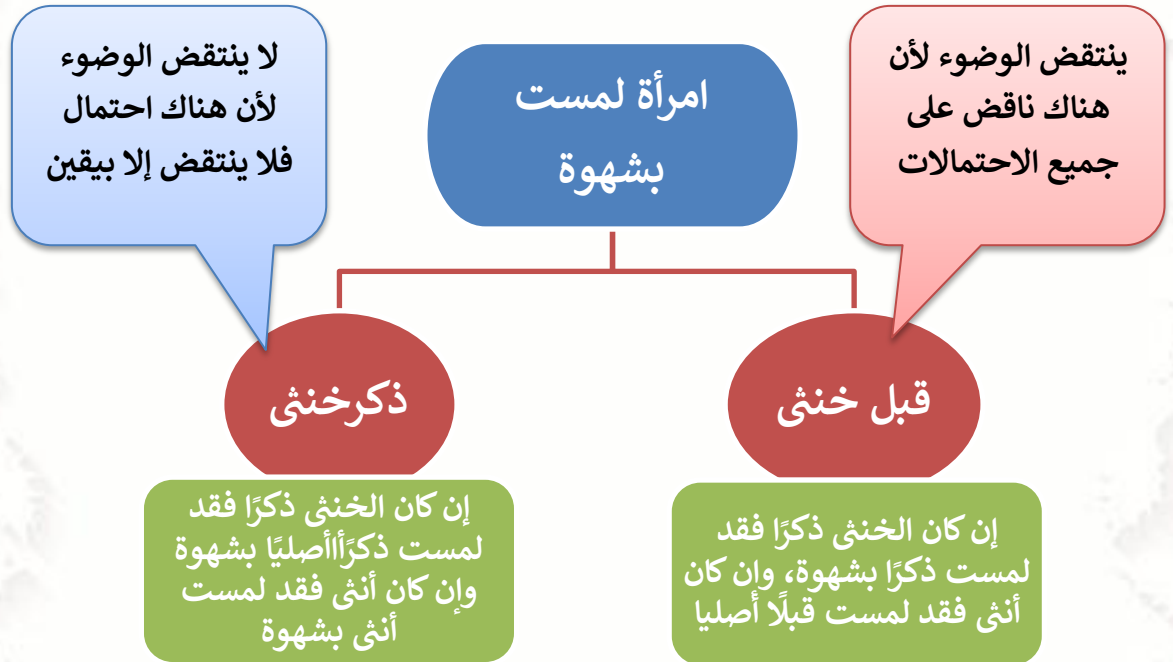 امرأة لمست
بشهوة
ينتقض الوضوء لأن
هناك ناقض على
جميع الاحتمالات
لا ينتقض الوضوء
لأن هناك احتمال
فلا ينتقض إلا بيقين
قبل خنثى
ذكرخنثى
إن كان الخنثى ذكرًا فقد
لمست ذكرًا بشهوة، وإن كان
أنثى فقد لمست قبلًا أصليا
إن كان الخنثى ذكرًا فقد
لمست ذكرًأاأصليًا بشهوة
وإن كان أنثى فقد لمست
أنثى بشهوة